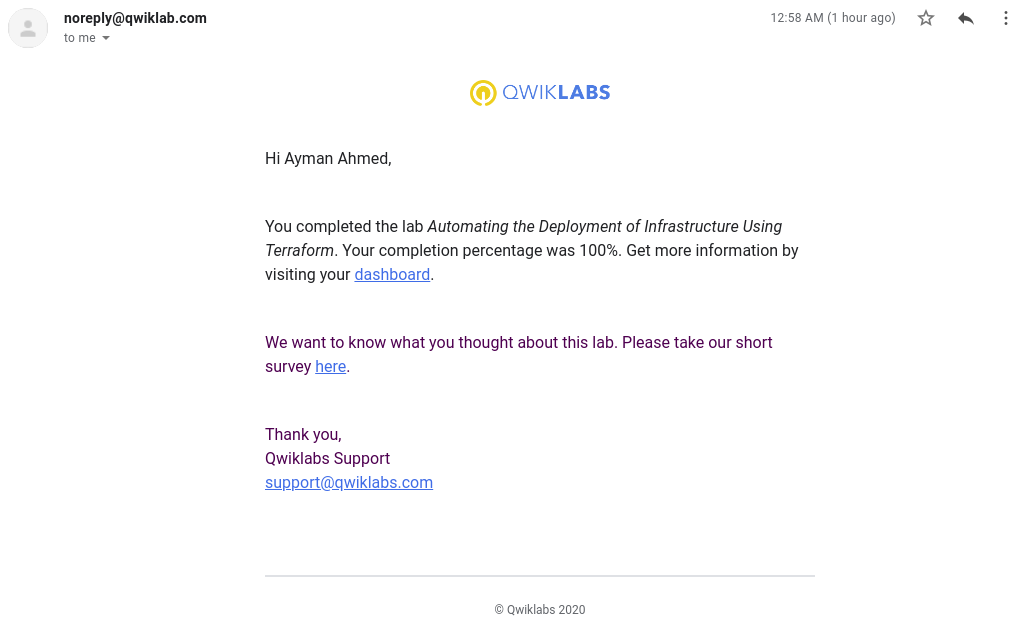 noreply@qwiklab.com
12:58 AM (1 hour ago)
to me
QWIKLABS
Hi Ayman Ahmed,
You completed the lab Automating the Deployment of Infrastructure Using
Terraform. Your completion percentage was 100%. Get more information by
visiting your dashboard.
We want to know what you thought about this lab. Please take our short
survey here.
Thank you,
Qwiklabs Support
support@qwiklabs.com
© Qwiklabs 2020